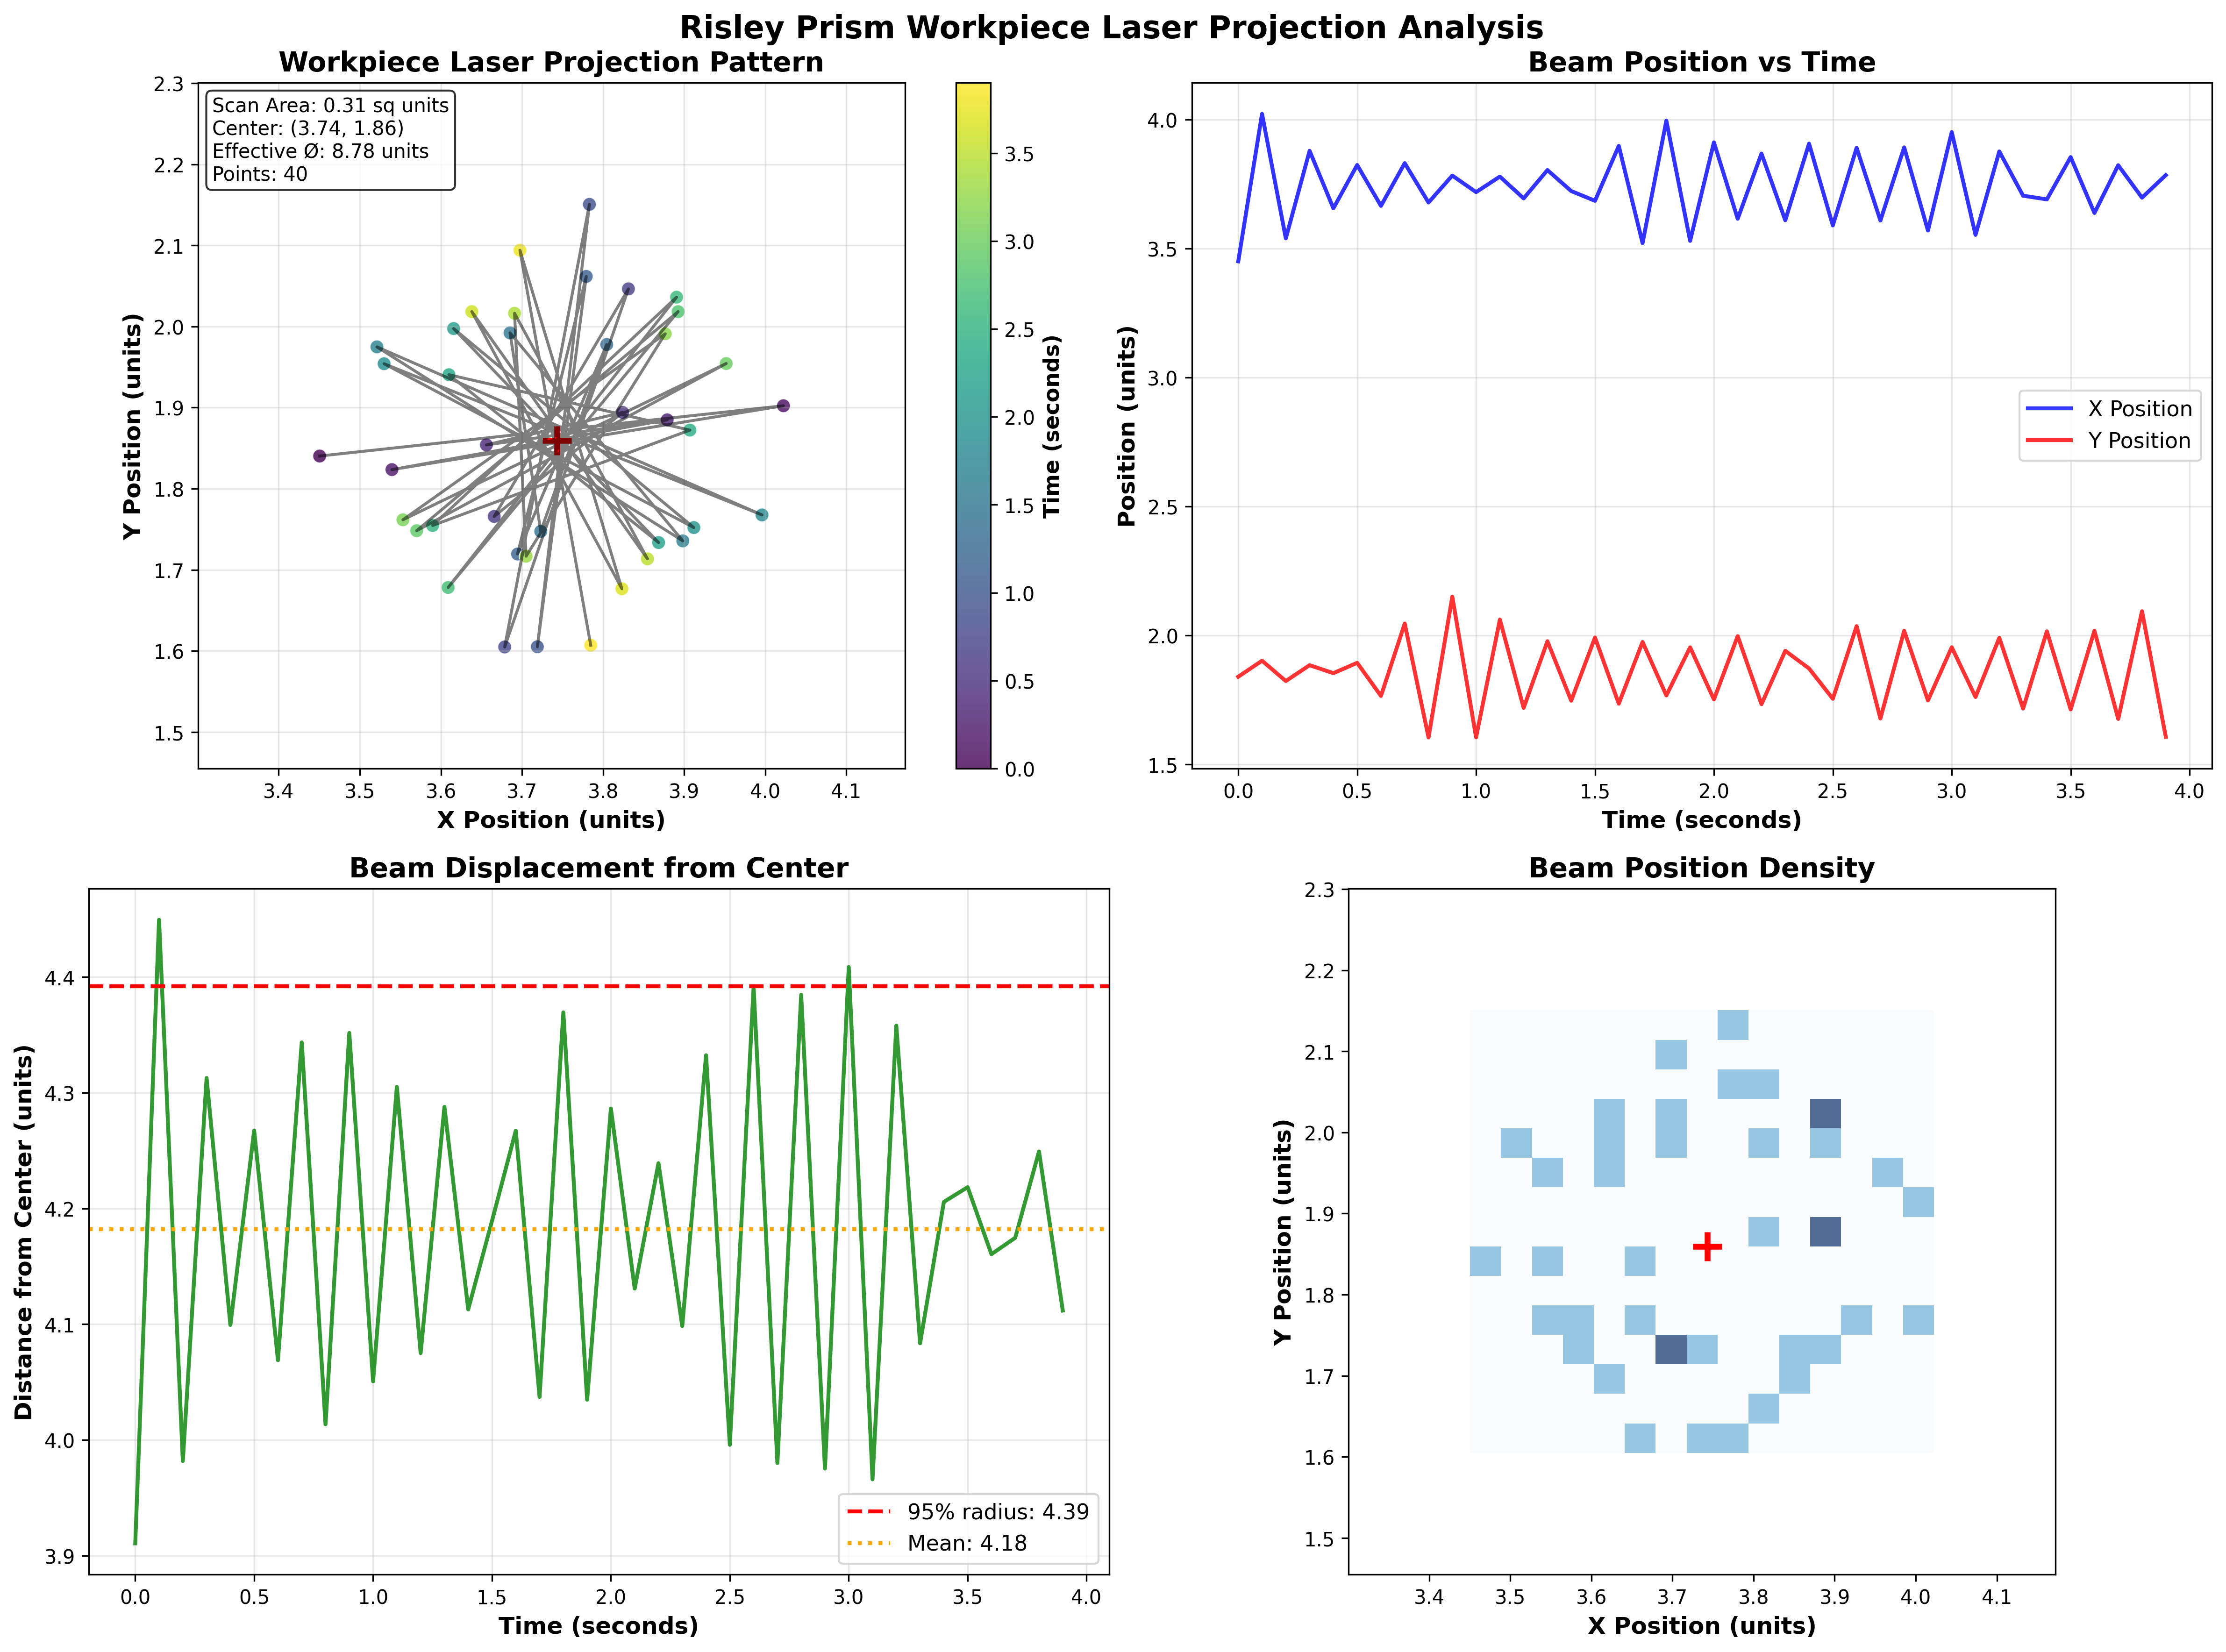 Risley Prism Workpiece Laser Projection Analysis
Workpiece Laser Projection Pattern
Scan Area: 0.31 sq units
Center: (3.74, 1.86)
Effective Ø: 8.78 units
Points: 40
Y Position (units)
2.3
2.2
2.1
2.0
1.9
1.8
1.7
1.6
1.5
3.4 3.5 3.6 3.7 3.8 3.9 4.0 4.1
X Position (units)
3.5
3.0
2.5
2.0
1.5
1.0
0.5
0.0
Time (seconds)
Beam Position vs Time
Position (units)
4.0
3.5
3.0
2.5
2.0
1.5
X Position
Y Position
0.0 0.5 1.0 1.5 2.0 2.5 3.0 3.5 4.0
Time (seconds)
Beam Displacement from Center
Distance from Center (units)
4.4
4.3
4.2
4.1
4.0
3.9
95% radius: 4.39
Mean: 4.18
0.0 0.5 1.0 1.5 2.0 2.5 3.0 3.5 4.0
Time (seconds)
Beam Position Density
Y Position (units)
2.3
2.2
2.1
2.0
1.9
1.8
1.7
1.6
1.5
3.4 3.5 3.6 3.7 3.8 3.9 4.0 4.1
X Position (units)